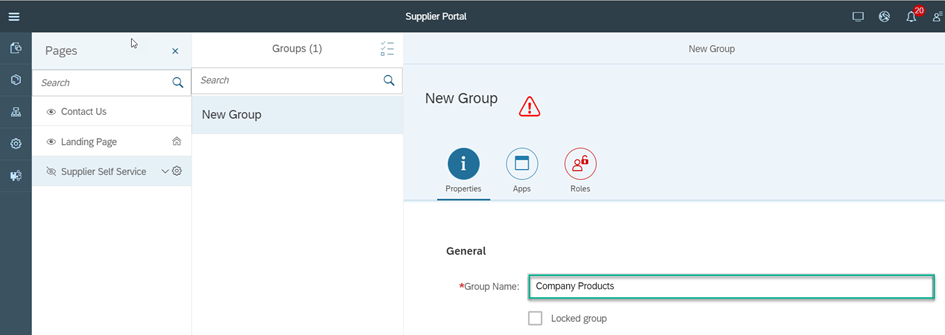 Supplier Portal
20
Pages
Groups (1)
New Group
Search
Search
Contact Us
New Group
Landing Page
Supplier Self Service
New Group
Properties
Apps
Roles
General
*Group Name:
Company Products
Locked group